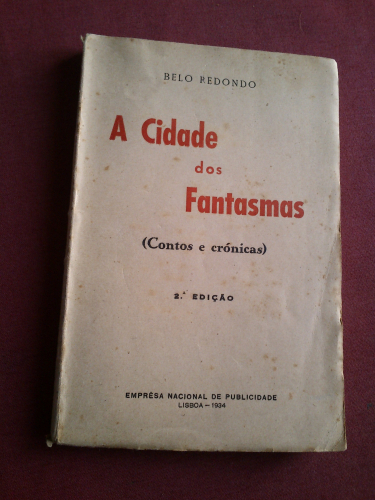 BELO REDONDO
A Cidade
dos
Fantasmas
(Contos e crónicas)
2.ª EDIÇÃO
EMPRÊSA NACIONAL DE PUBLICIDADE
LISBOA — 1934